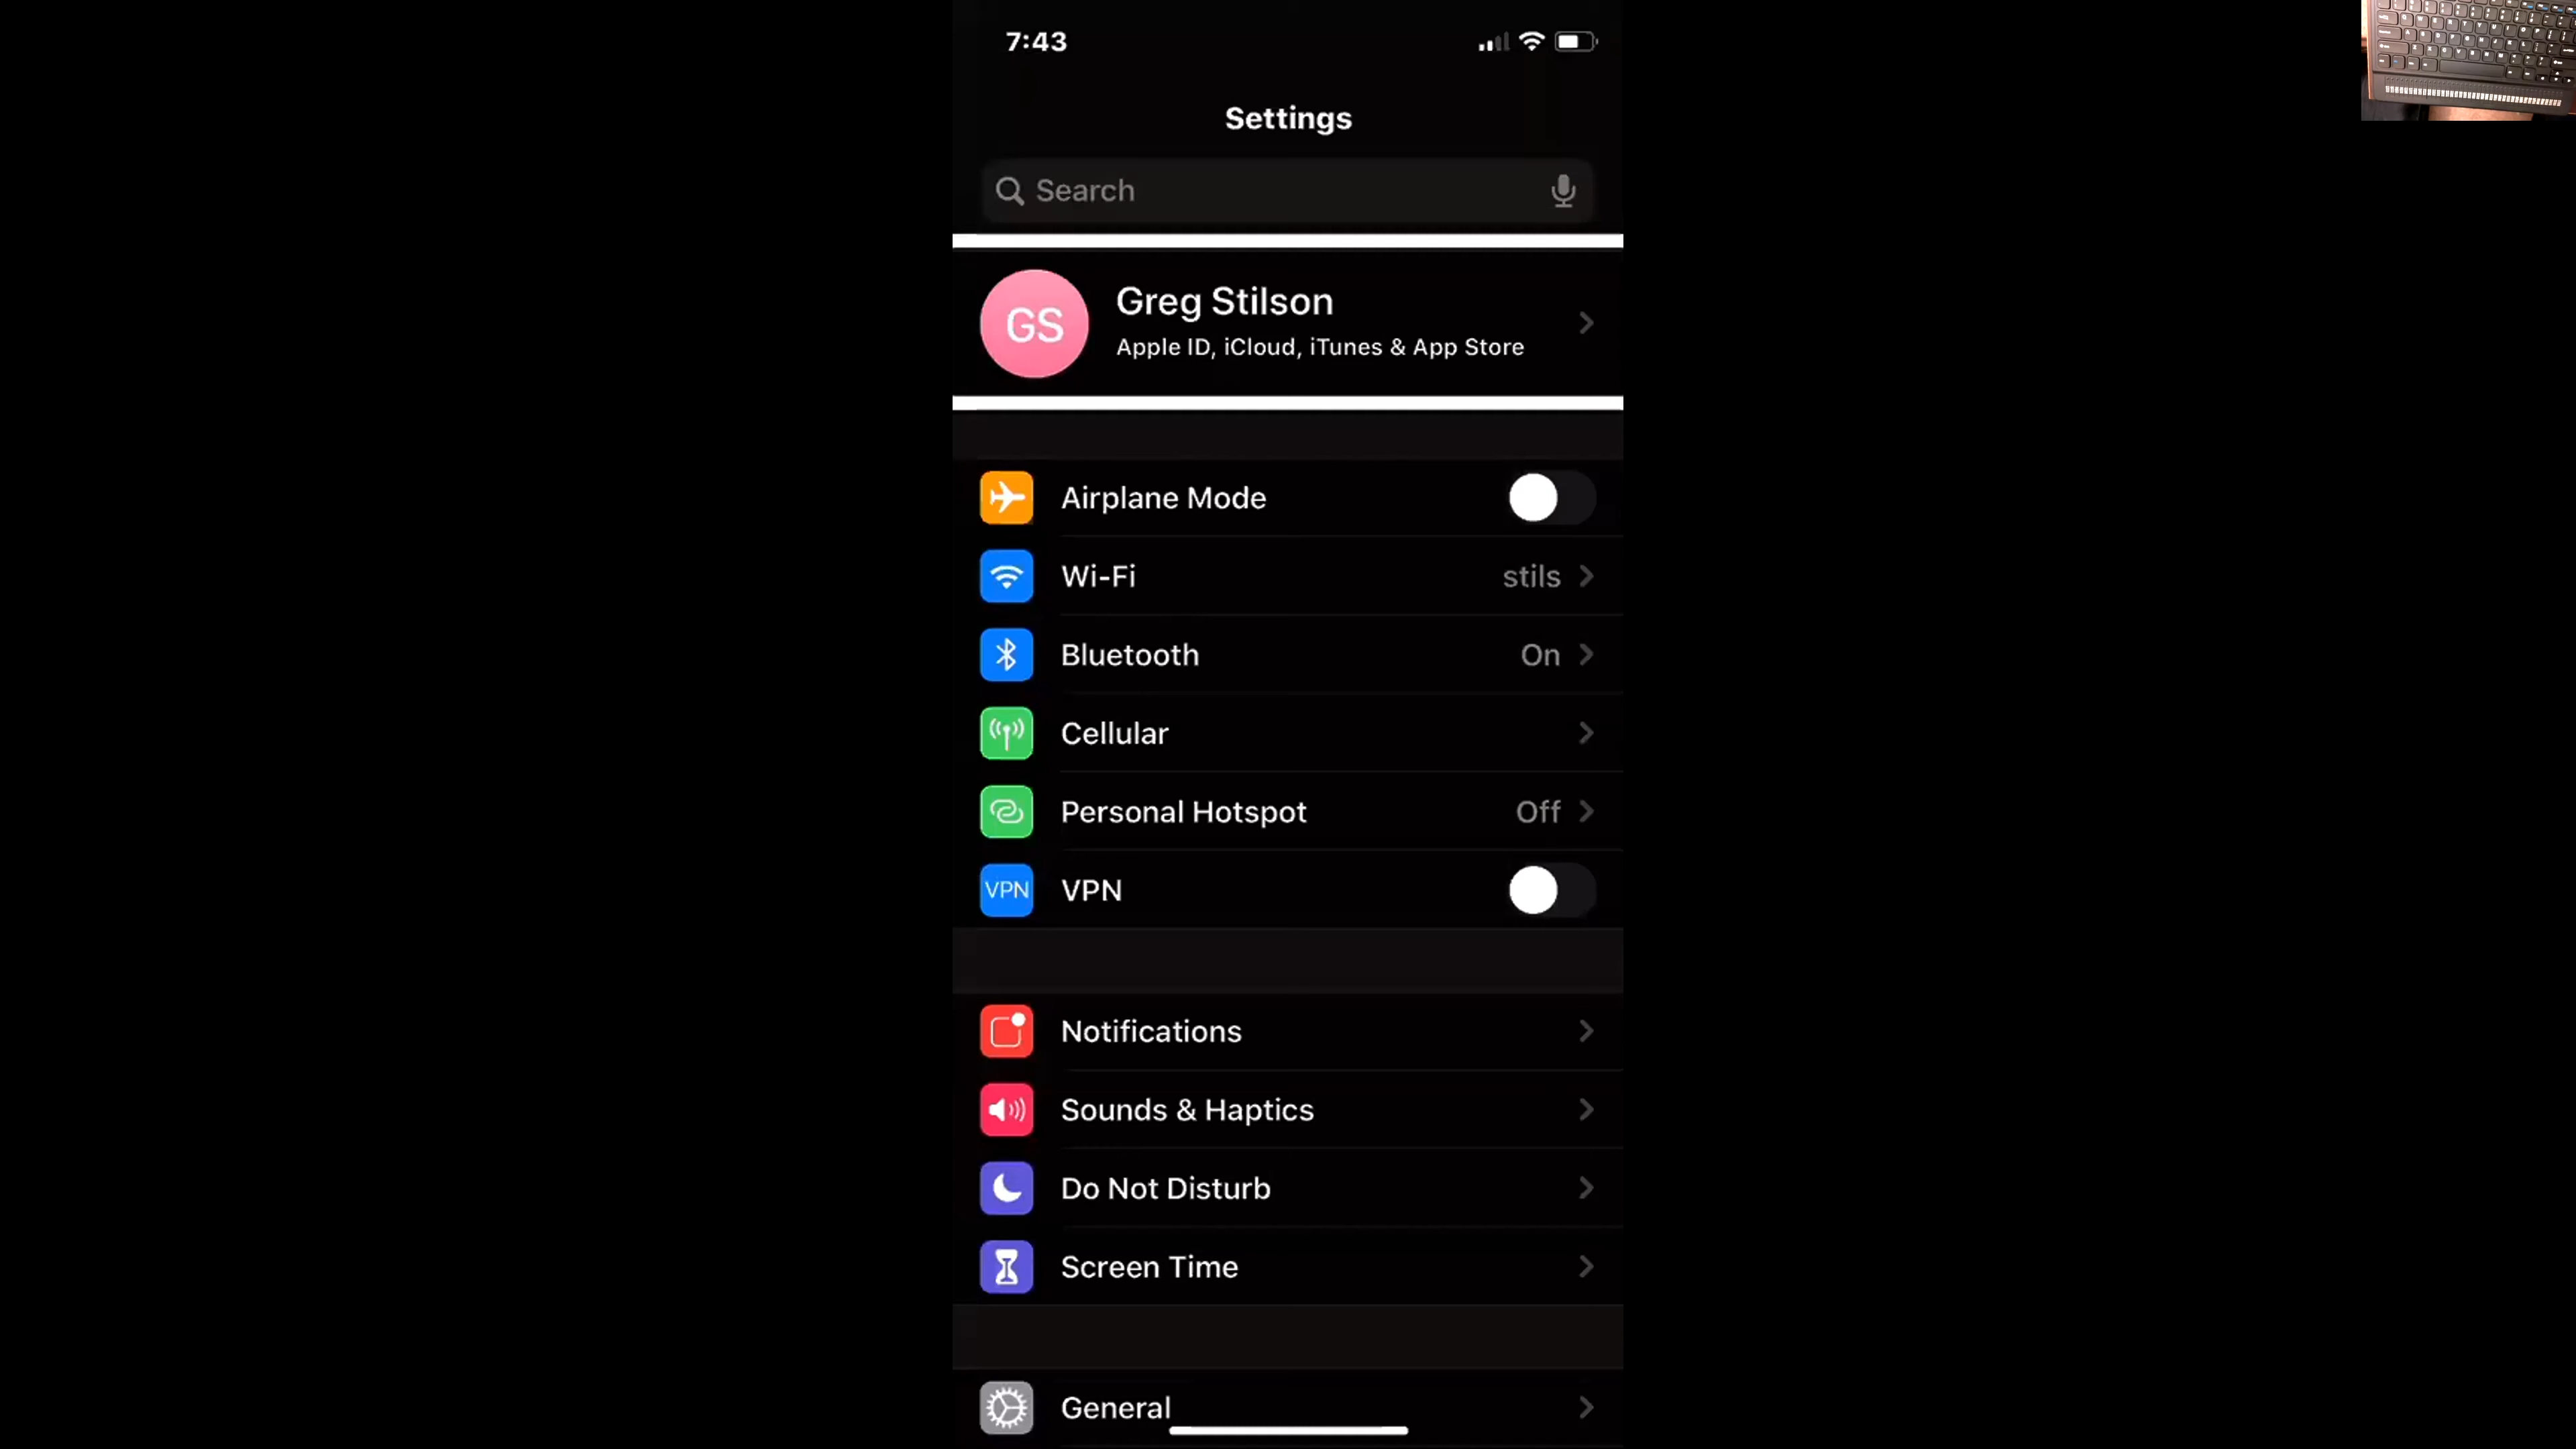 7:43
Settings
Search
GS
Greg Stilson
Apple ID, iCloud, iTunes & App Store
Airplane Mode
Wi-Fi stils
Bluetooth On
Cellular
Personal Hotspot Off
VPN VPN
Notifications
Sounds & Haptics
Do Not Disturb
Screen Time
General